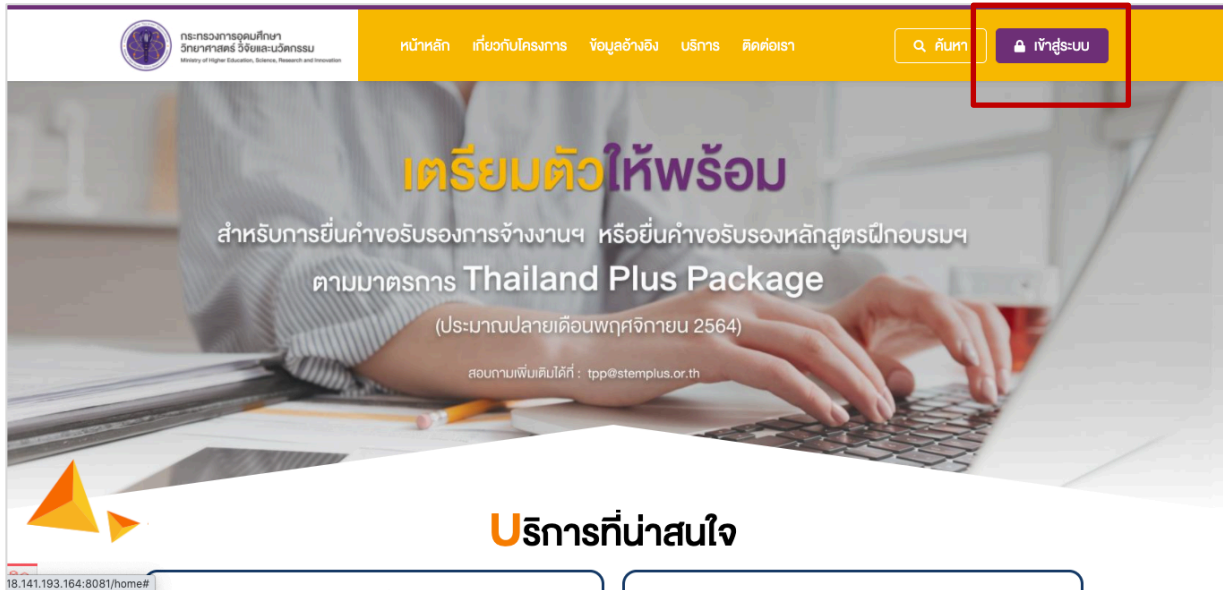 กระทรวงการอุดมศึกษา
วิทยาศาสตร์ วิจัยและนวัตกรรม
Ministry of Higher Education, Science, Research and Innovation
หน้าหลัก เกี่ยวกับโครงการ ข้อมูลอ้างอิง บริการ ติดต่อเรา ค้นหา เข้าสู่ระบบ
เตรียมตัวให้พร้อม
สำหรับการยื่นคำขอรับรองการจ้างงานฯ หรือยื่นคำขอรับรองหลักสูตรฝึกอบรมฯ
ตามมาตรการ Thailand Plus Package
(ประมาณปลายเดือนพฤศจิกายน 2564)
สอบถามเพิ่มเติมได้ที่ : tpp@stemplus.or.th
บริการที่น่าสนใจ
18.141.193.164:8081/home#